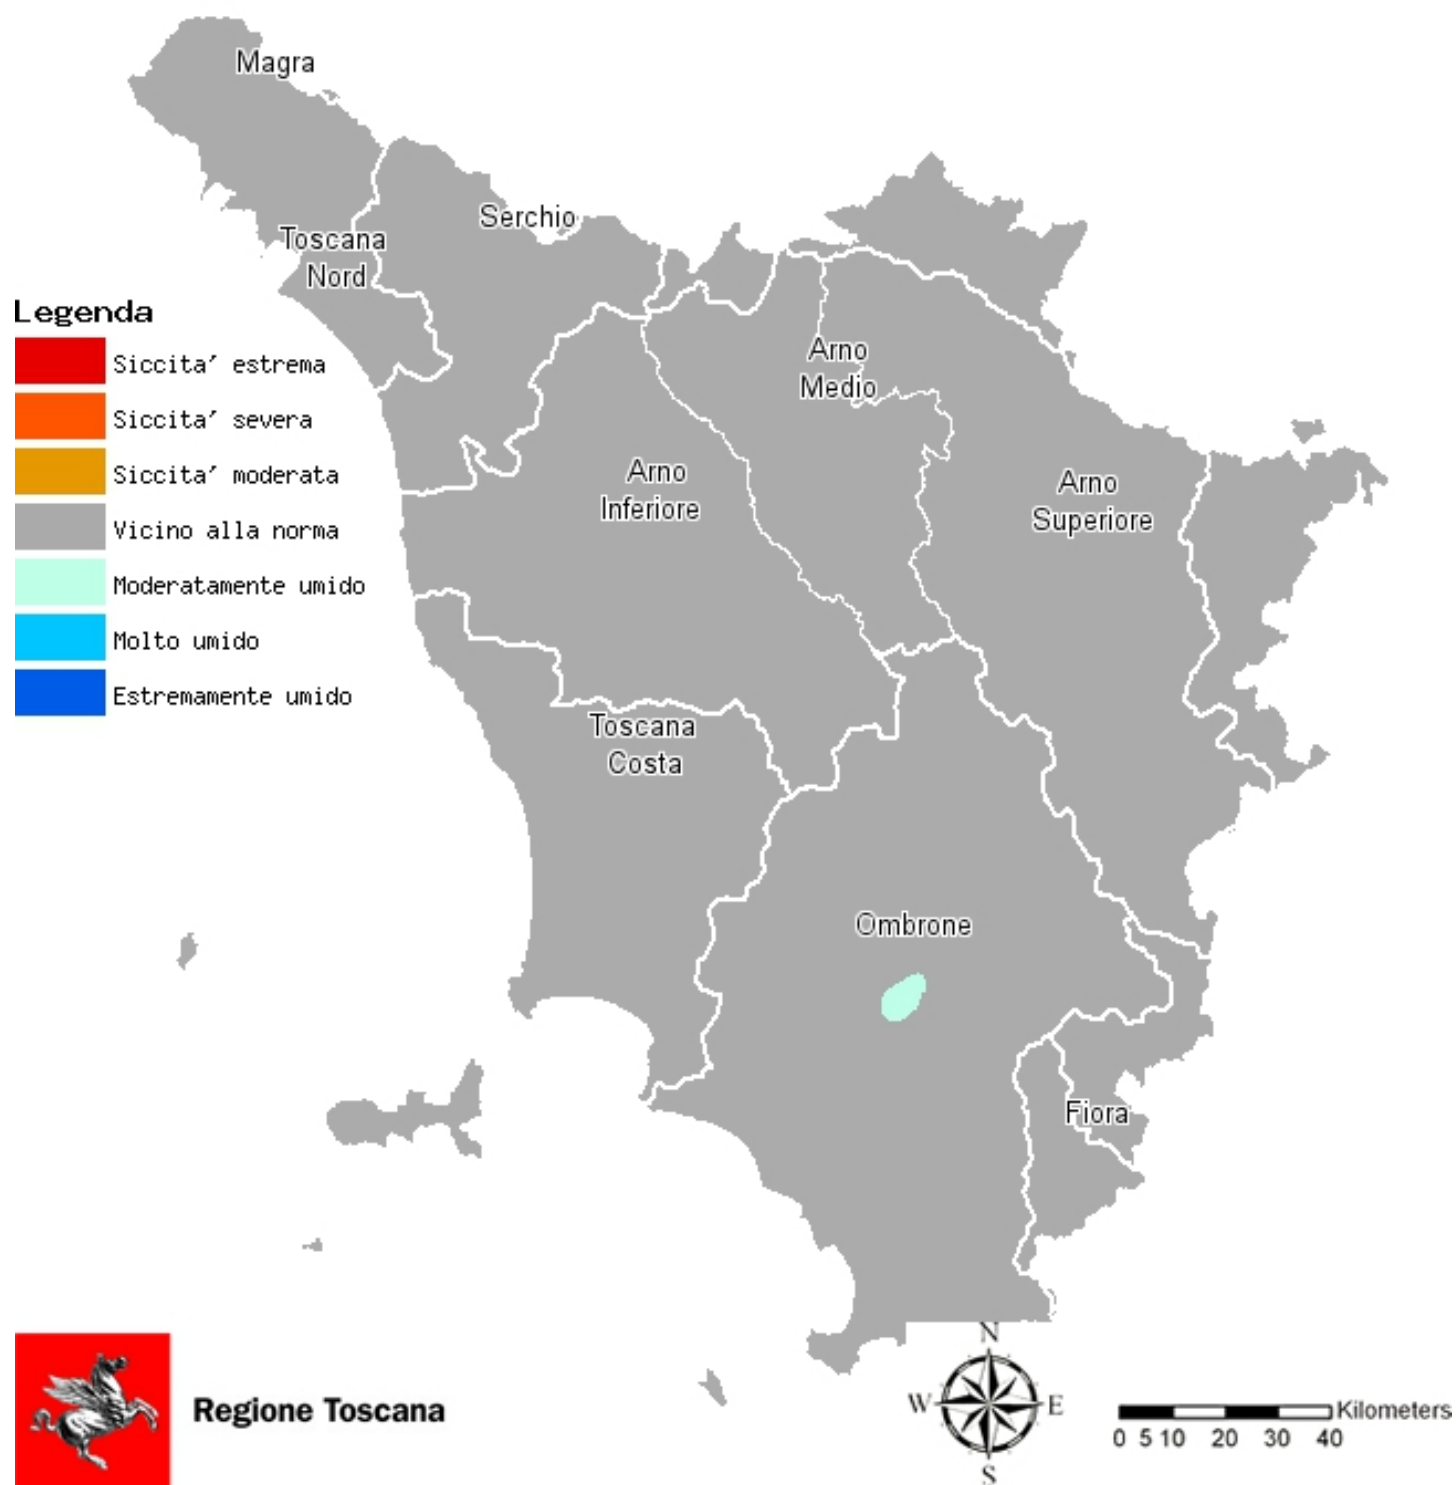 Magra
Serchio
Toscana
Nord
Legenda
Siccita' estrema
Siccita' severa
Siccita' moderata
Vicino alla norma
Moderatamente umido
Molto umido
Estremamente umido
Arno
Medio
Arno
Inferiore
Arno
Superiore
Toscana
Costa
Ombrone
Fiora
Regione Toscana
N
W E
S
Kilometers
0 5 10 20 30 40